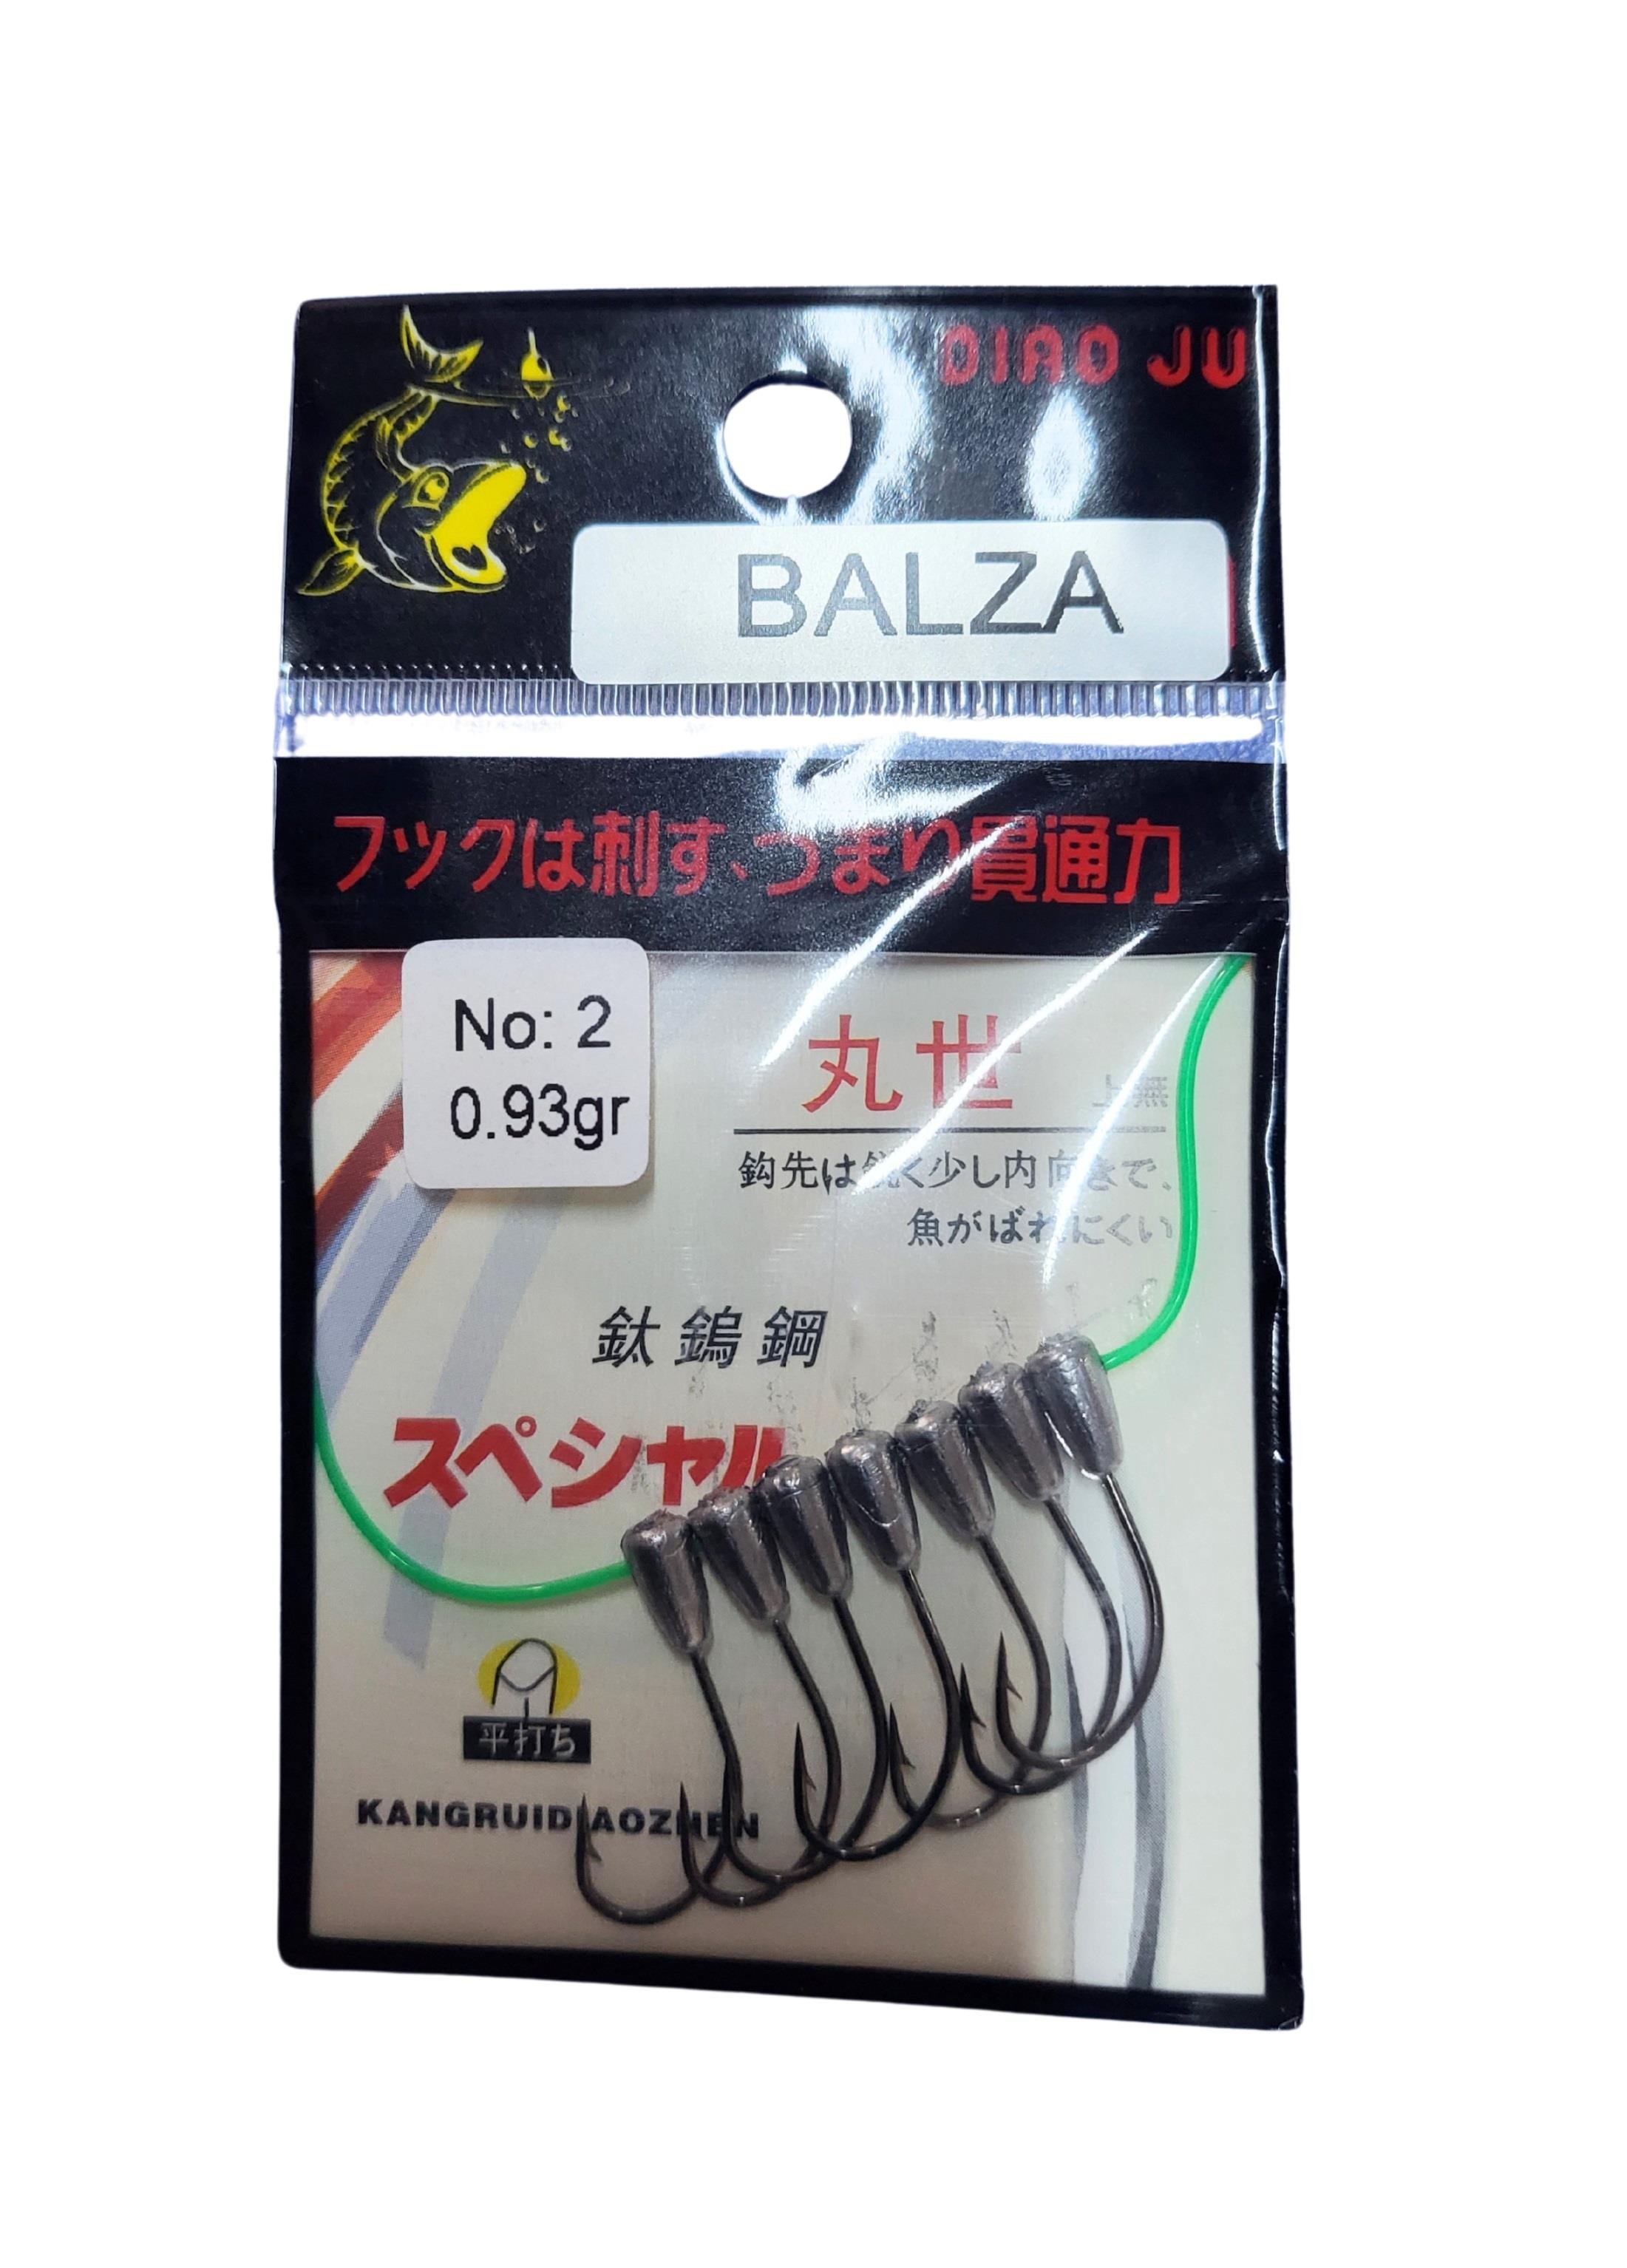 DIAO JU
BALZA
フックは刺す、つまり貫通力
No: 2
0.93gr
丸世
上無
鈎先は鋭く少し内向きで、
魚がばれにくい
鈦鎢鋼
スペシャル
平打ち
KANGRUIDIAOZHEN